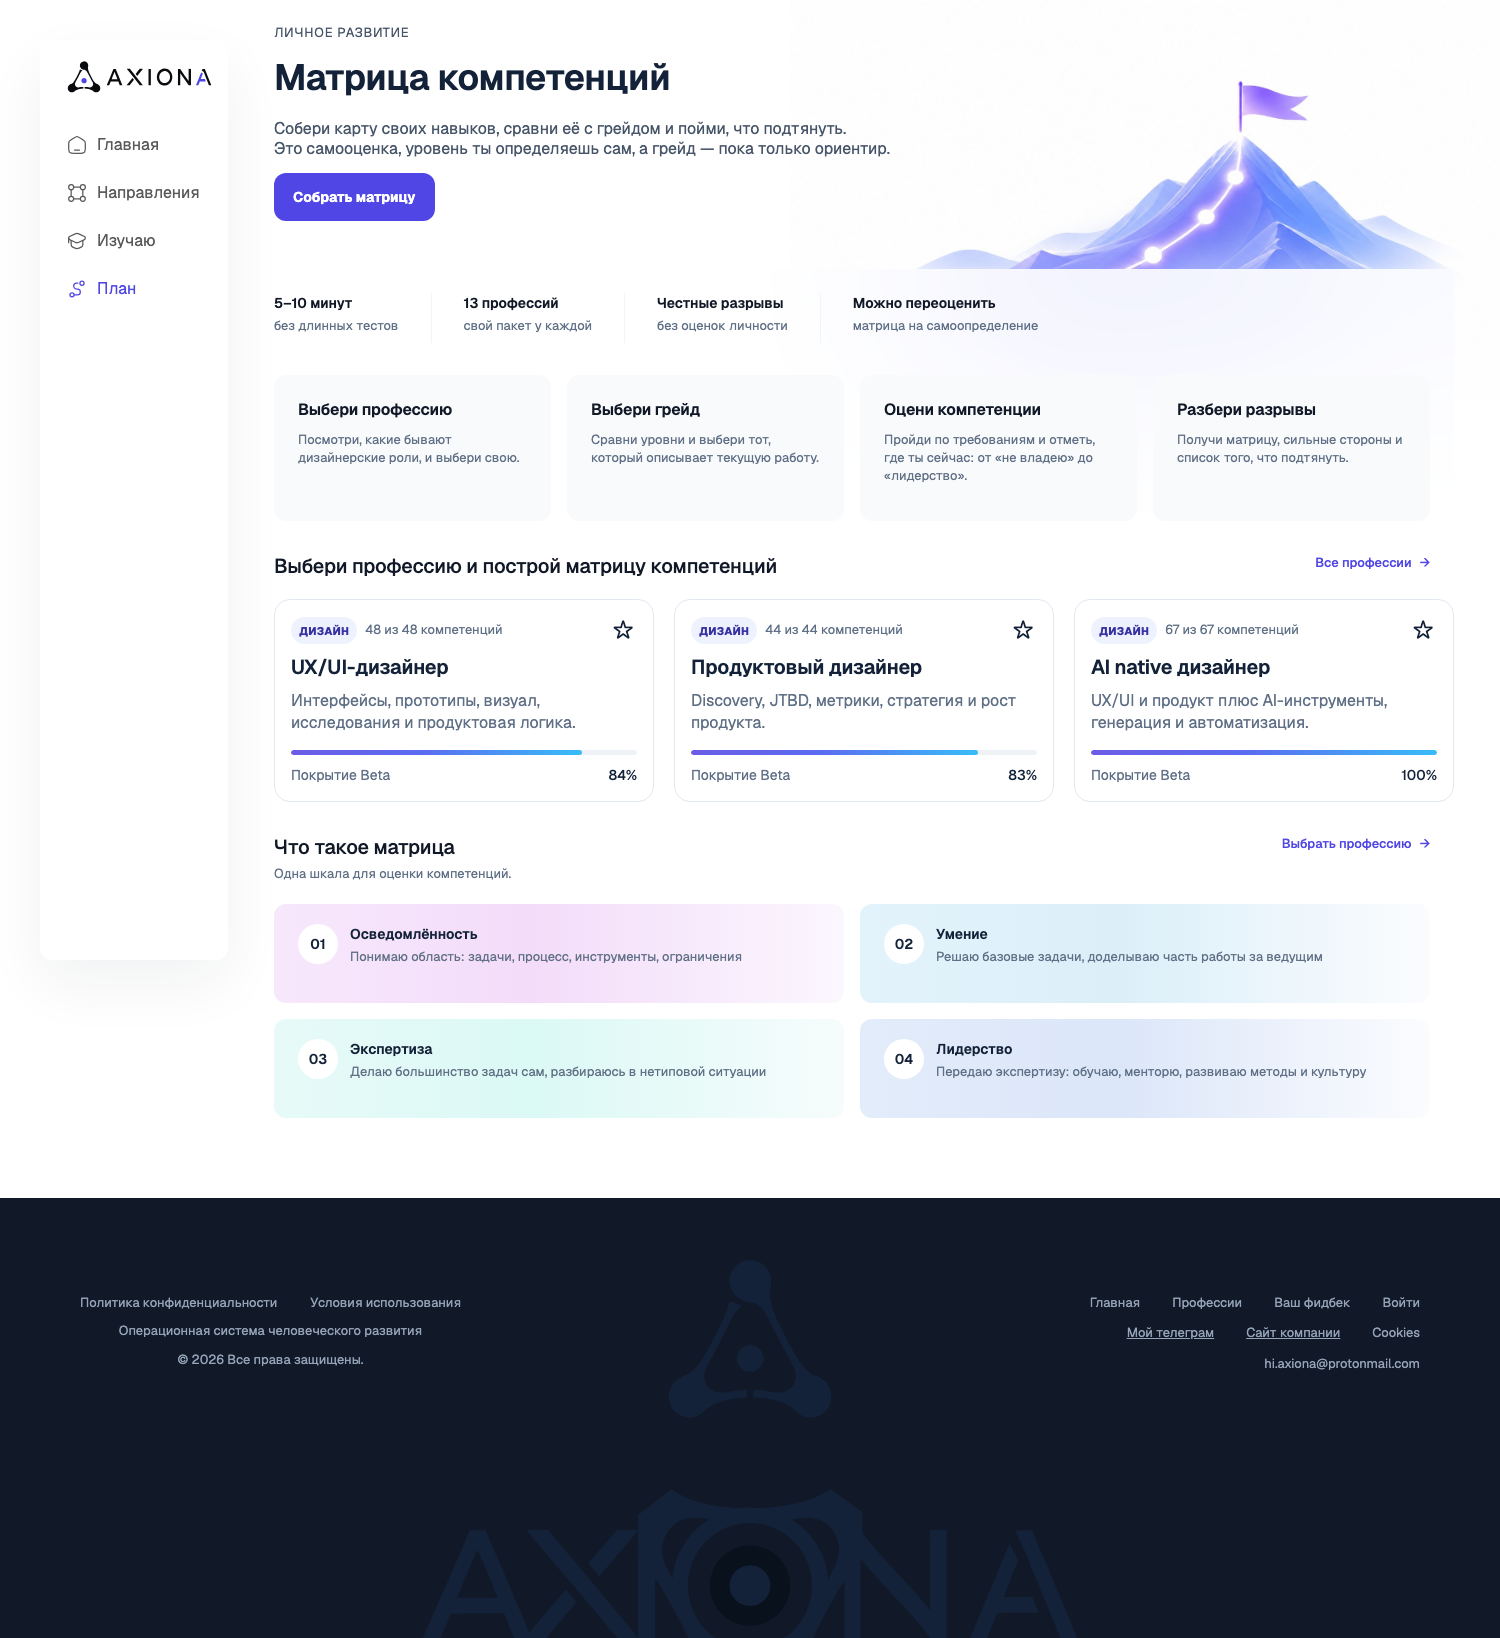 AXIONA
Главная
Направления
Изучаю
План
ЛИЧНОЕ РАЗВИТИЕ
Матрица компетенций
Собери карту своих навыков, сравни её с грейдом и пойми, что подтянуть.
Это самооценка, уровень ты определяешь сам, а грейд — пока только ориентир.
Собрать матрицу
5–10 минут
без длинных тестов
13 профессий
свой пакет у каждой
Честные разрывы
без оценок личности
Можно переоценить
матрица на самоопределение
Выбери профессию
Посмотри, какие бывают
дизайнерские роли, и выбери свою.
Выбери грейд
Сравни уровни и выбери тот,
который описывает текущую работу.
Оцени компетенции
Пройди по требованиям и отметь,
где ты сейчас: от «не владею» до
«лидерство».
Разбери разрывы
Получи матрицу, сильные стороны и
список того, что подтянуть.
Выбери профессию и построй матрицу компетенций
Все профессии →
ДИЗАЙН 48 из 48 компетенций
UX/UI-дизайнер
Интерфейсы, прототипы, визуал,
исследования и продуктовая логика.
Покрытие Beta 84%
ДИЗАЙН 44 из 44 компетенций
Продуктовый дизайнер
Discovery, JTBD, метрики, стратегия и рост
продукта.
Покрытие Beta 83%
ДИЗАЙН 67 из 67 компетенций
AI native дизайнер
UX/UI и продукт плюс AI-инструменты,
генерация и автоматизация.
Покрытие Beta 100%
Что такое матрица
Выбрать профессию →
Одна шкала для оценки компетенций.
01 Осведомлённость
Понимаю область: задачи, процесс, инструменты, ограничения
02 Умение
Решаю базовые задачи, доделываю часть работы за ведущим
03 Экспертиза
Делаю большинство задач сам, разбираюсь в нетиповой ситуации
04 Лидерство
Передаю экспертизу: обучаю, менторю, развиваю методы и культуру
Политика конфиденциальности Условия использования
Операционная система человеческого развития
© 2026 Все права защищены.
Главная Профессии Ваш фидбек Войти
Мой телеграм Сайт компании Cookies
hi.axiona@protonmail.com
AXIONA